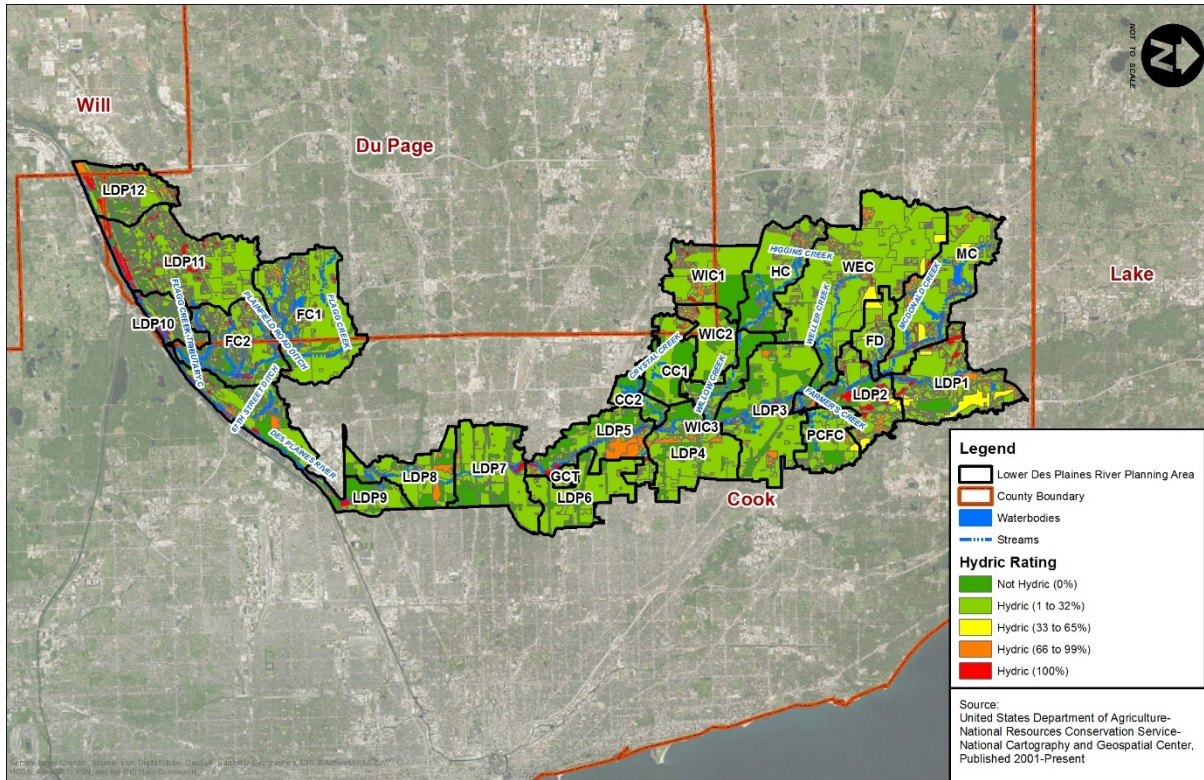 NOT TO SCALE
N
Will
Du Page
Lake
Cook
LDP12
LDP11
LDP10
FC1
FC2
FLAGG CREEK TRIBUTARY C
PLAINFIELD ROAD DITCH
FLAGG CREEK
67TH STREET DITCH
DES PLAINES RIVER
LDP9
LDP8
LDP7
GCT
LDP6
LDP5
CC2
CC1
CRYSTAL CREEK
WIC1
WIC2
WILLOW CREEK
WIC3
LDP4
LDP3
HC
HIGGINS CREEK
WEC
WELLER CREEK
MC
MCDONALD CREEK
FD
LDP2
LDP1
FARMER'S CREEK
PCFC
Legend
Lower Des Plaines River Planning Area
County Boundary
Waterbodies
Streams
Hydric Rating
Not Hydric (0%)
Hydric (1 to 32%)
Hydric (33 to 65%)
Hydric (66 to 99%)
Hydric (100%)
Source:
United States Department of Agriculture-
National Resources Conservation Service-
National Cartography and Geospatial Center,
Published 2001-Present